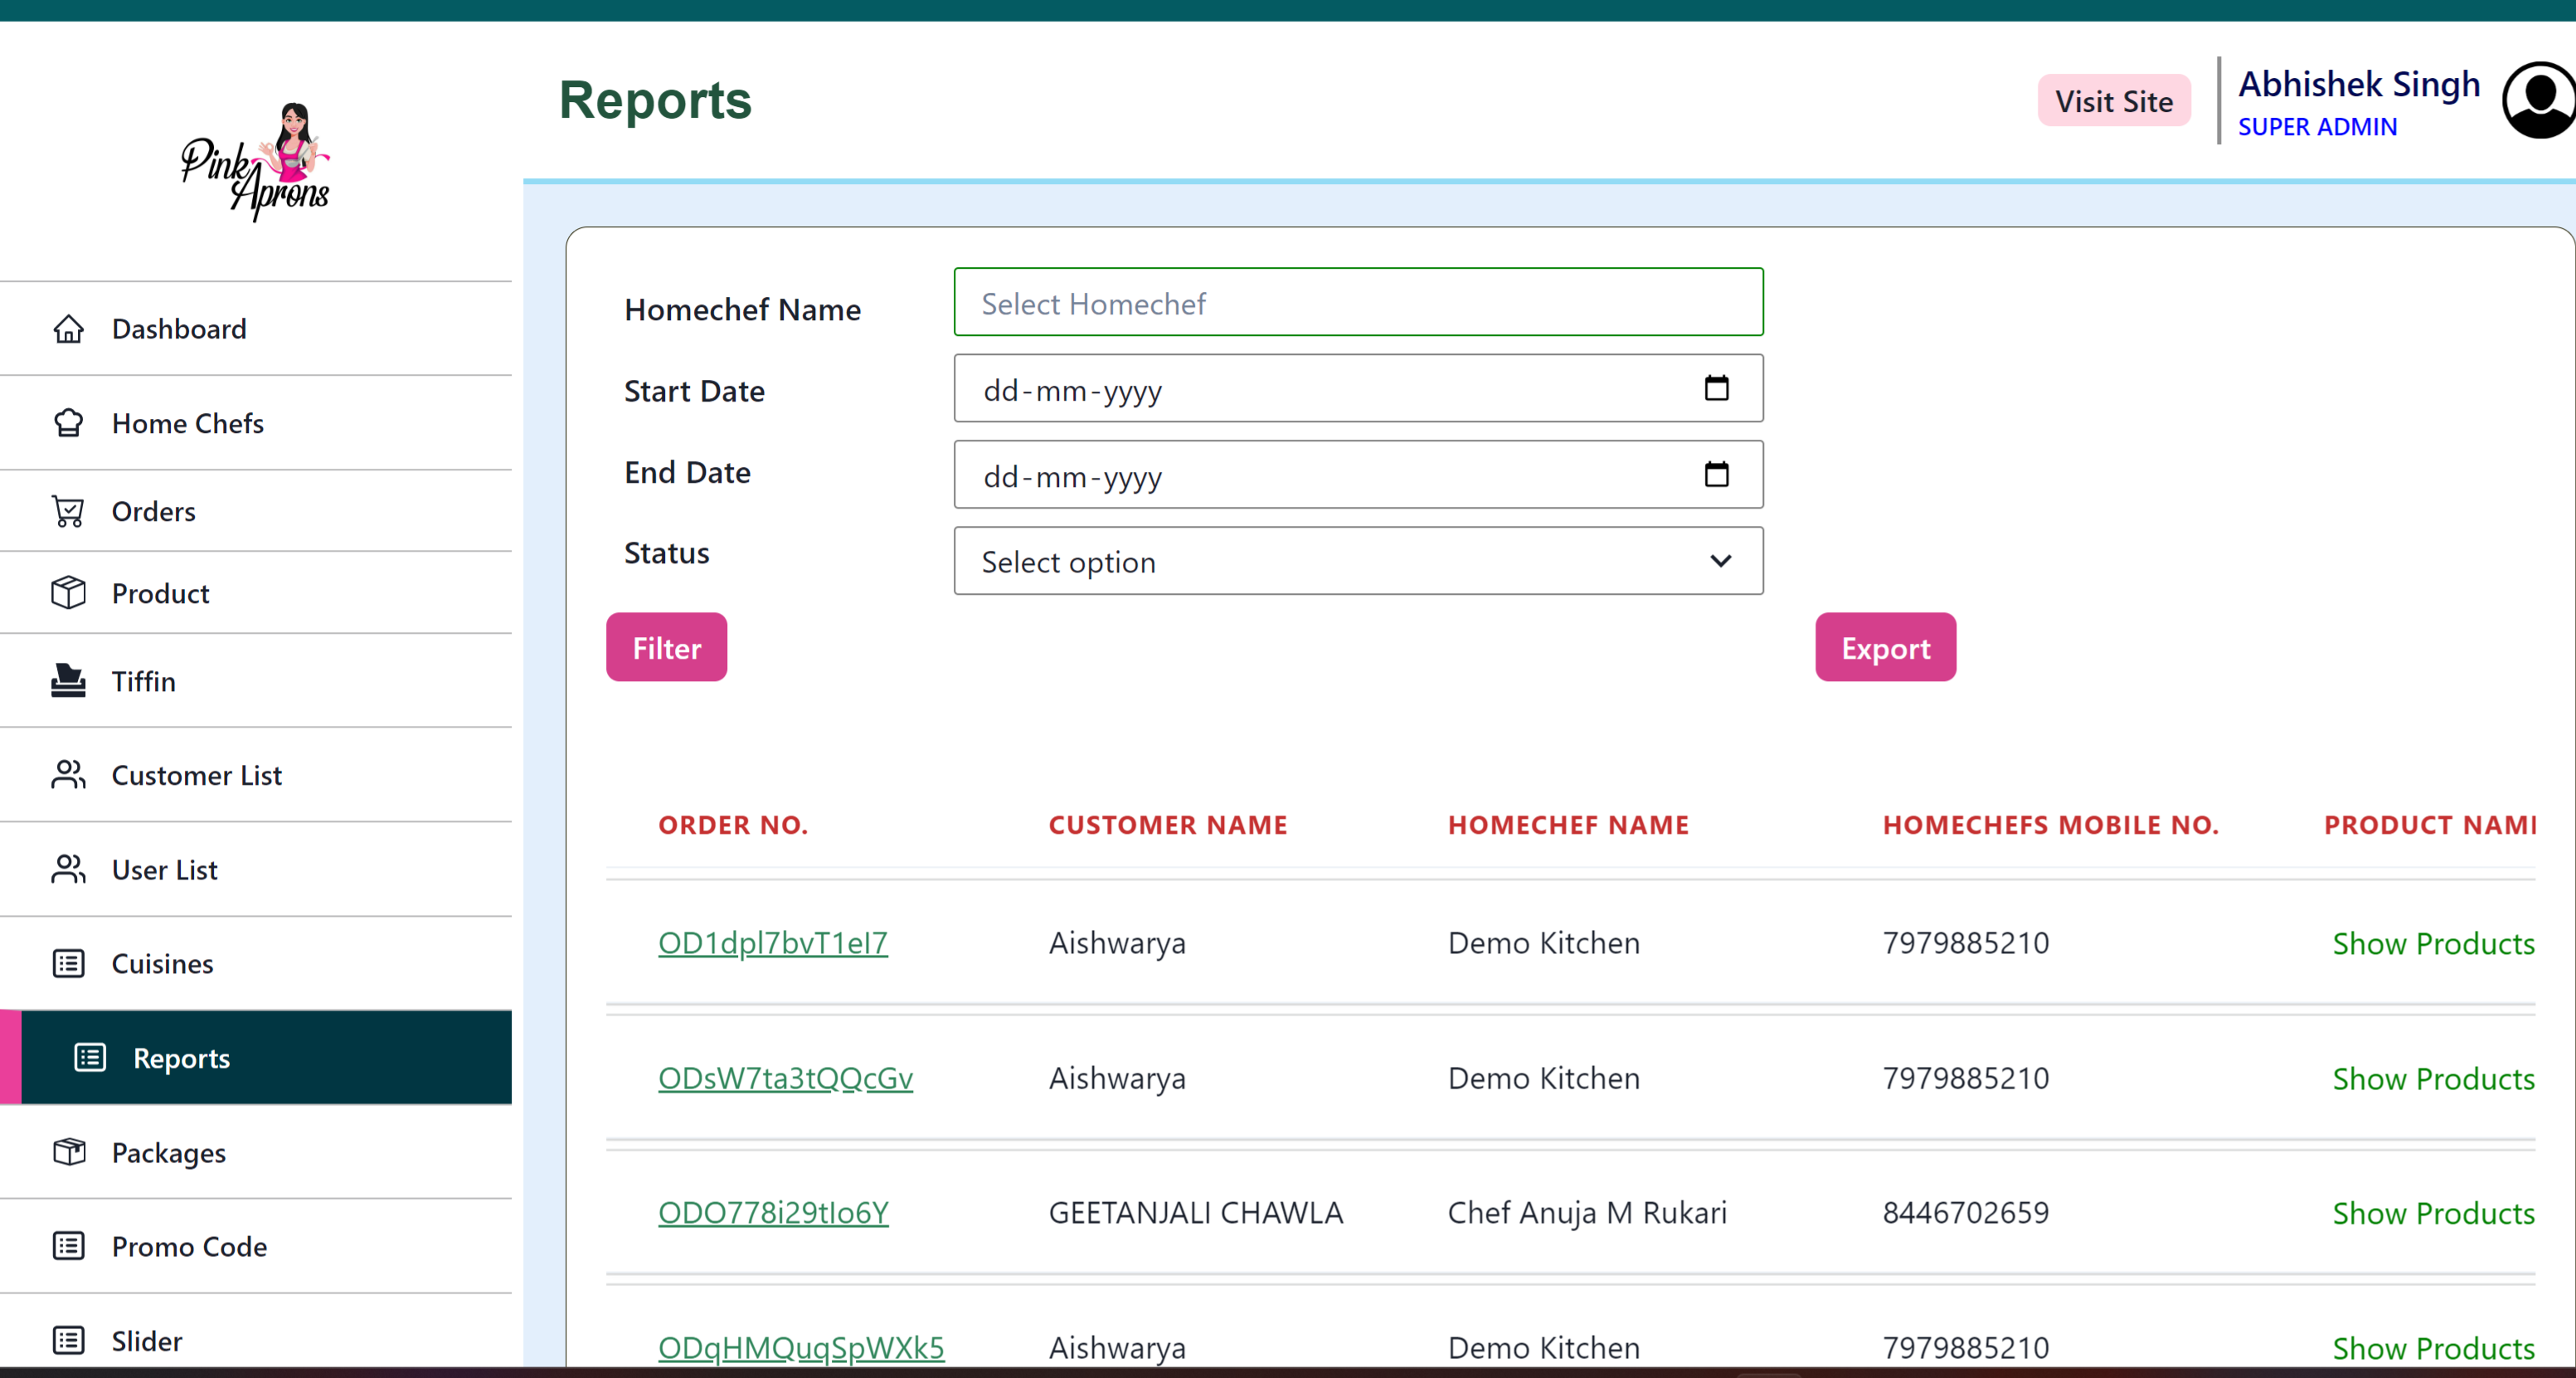 Pink
Aprons
Dashboard
Home Chefs
Orders
Product
Tiffin
Customer List
User List
Cuisines
Reports
Packages
Promo Code
Slider
Reports
Visit Site
Abhishek Singh
SUPER ADMIN
Homechef Name
Select Homechef
Start Date
dd-mm-yyyy
End Date
dd-mm-yyyy
Status
Select option
Filter
Export
ORDER NO. CUSTOMER NAME HOMECHEF NAME HOMECHEFS MOBILE NO. PRODUCT NAM
OD1dpl7bvT1eI7 Aishwarya Demo Kitchen 7979885210 Show Products
ODsW7ta3tQQcGv Aishwarya Demo Kitchen 7979885210 Show Products
ODO778i29tIo6Y GEETANJALI CHAWLA Chef Anuja M Rukari 8446702659 Show Products
ODqHMQuqSpWXk5 Aishwarya Demo Kitchen 7979885210 Show Products